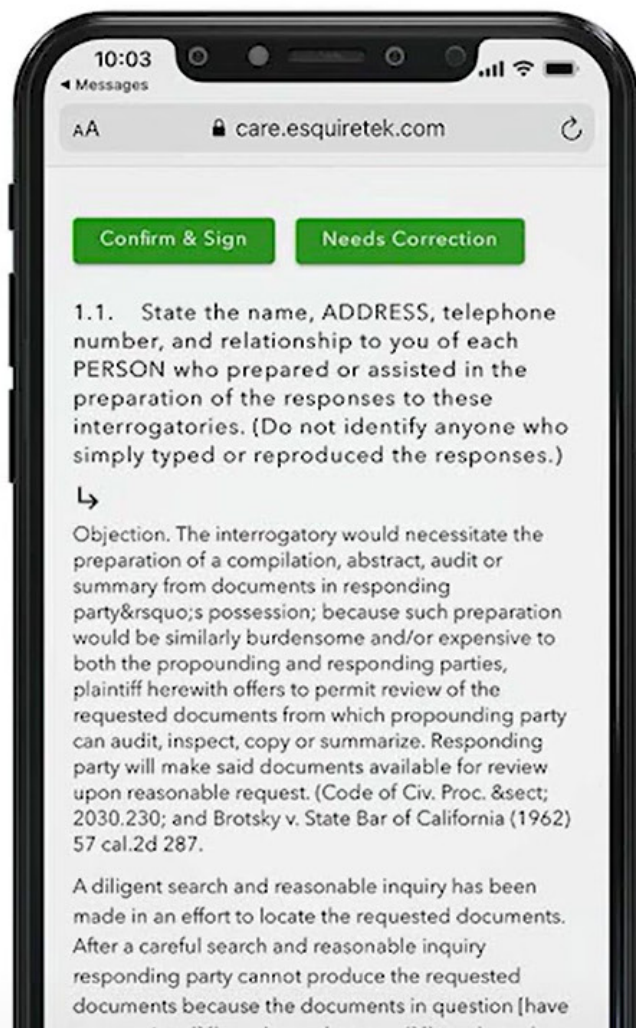 10:03
Messages
AA
care.esquiretek.com
Confirm & Sign
Needs Correction
1.1. State the name, ADDRESS, telephone
number, and relationship to you of each
PERSON who prepared or assisted in the
preparation of the responses to these
interrogatories. (Do not identify anyone who
simply typed or reproduced the responses.)
Objection. The interrogatory would necessitate the
preparation of a compilation, abstract, audit or
summary from documents in responding
party&rsquo;s possession; because such preparation
would be similarly burdensome and/or expensive to
both the propounding and responding parties,
plaintiff herewith offers to permit review of the
requested documents from which propounding party
can audit, inspect, copy or summarize. Responding
party will make said documents available for review
upon reasonable request. (Code of Civ. Proc. &sect;
2030.230; and Brotsky v. State Bar of California (1962)
57 cal.2d 287.
A diligent search and reasonable inquiry has been
made in an effort to locate the requested documents.
After a careful search and reasonable inquiry
responding party cannot produce the requested
documents because the documents in question [have